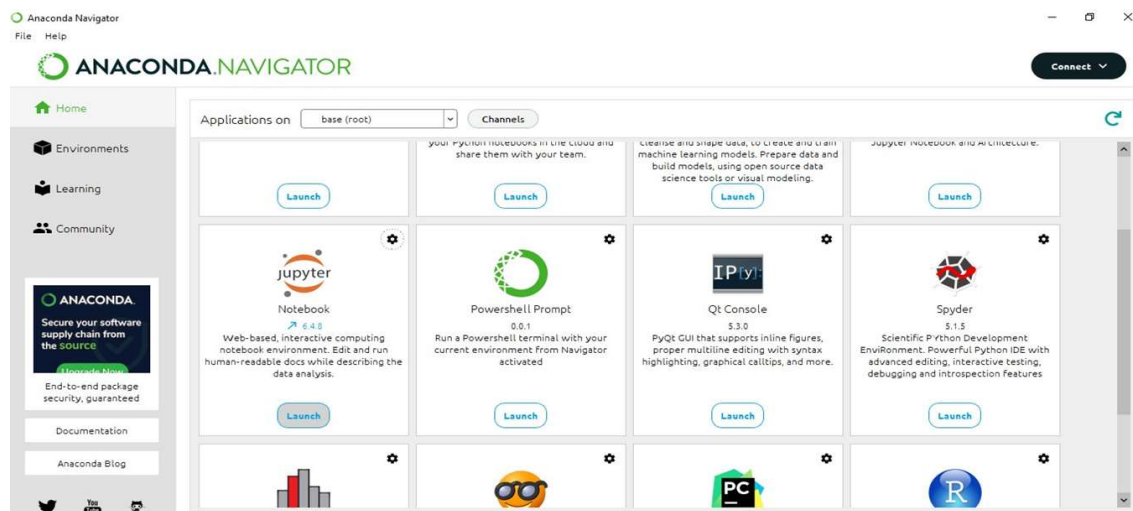 Anaconda Navigator
File Help
ANACONDA.NAVIGATOR
Connect
Home
Environments
Learning
Community
ANACONDA.
Secure your software
supply chain from
the source
Upgrade Now
End-to-end package
security, guaranteed
Documentation
Anaconda Blog
You
Tube
Applications on base (root) Channels
your Python notebooks in the cloud and
share them with your team.
cleanse and shape data, to create and train
machine learning models. Prepare data and
build models, using open source data
science tools or visual modeling.
Jupyter Notebook and Architecture.
Launch
Launch
Launch
Launch
jupyter
Notebook
6.4.8
Web-based, interactive computing
notebook environment. Edit and run
human-readable docs while describing the
data analysis.
Launch
Powershell Prompt
0.0.1
Run a Powershell terminal with your
current environment from Navigator
activated
Launch
IP[y]:
Qt Console
5.3.0
PyQt GUI that supports inline figures,
proper multiline editing with syntax
highlighting, graphical calltips, and more.
Launch
Spyder
5.1.5
Scientific PYthon Development
EnviRonment. Powerful Python IDE with
advanced editing, interactive testing,
debugging and introspection features
Launch
PC
R